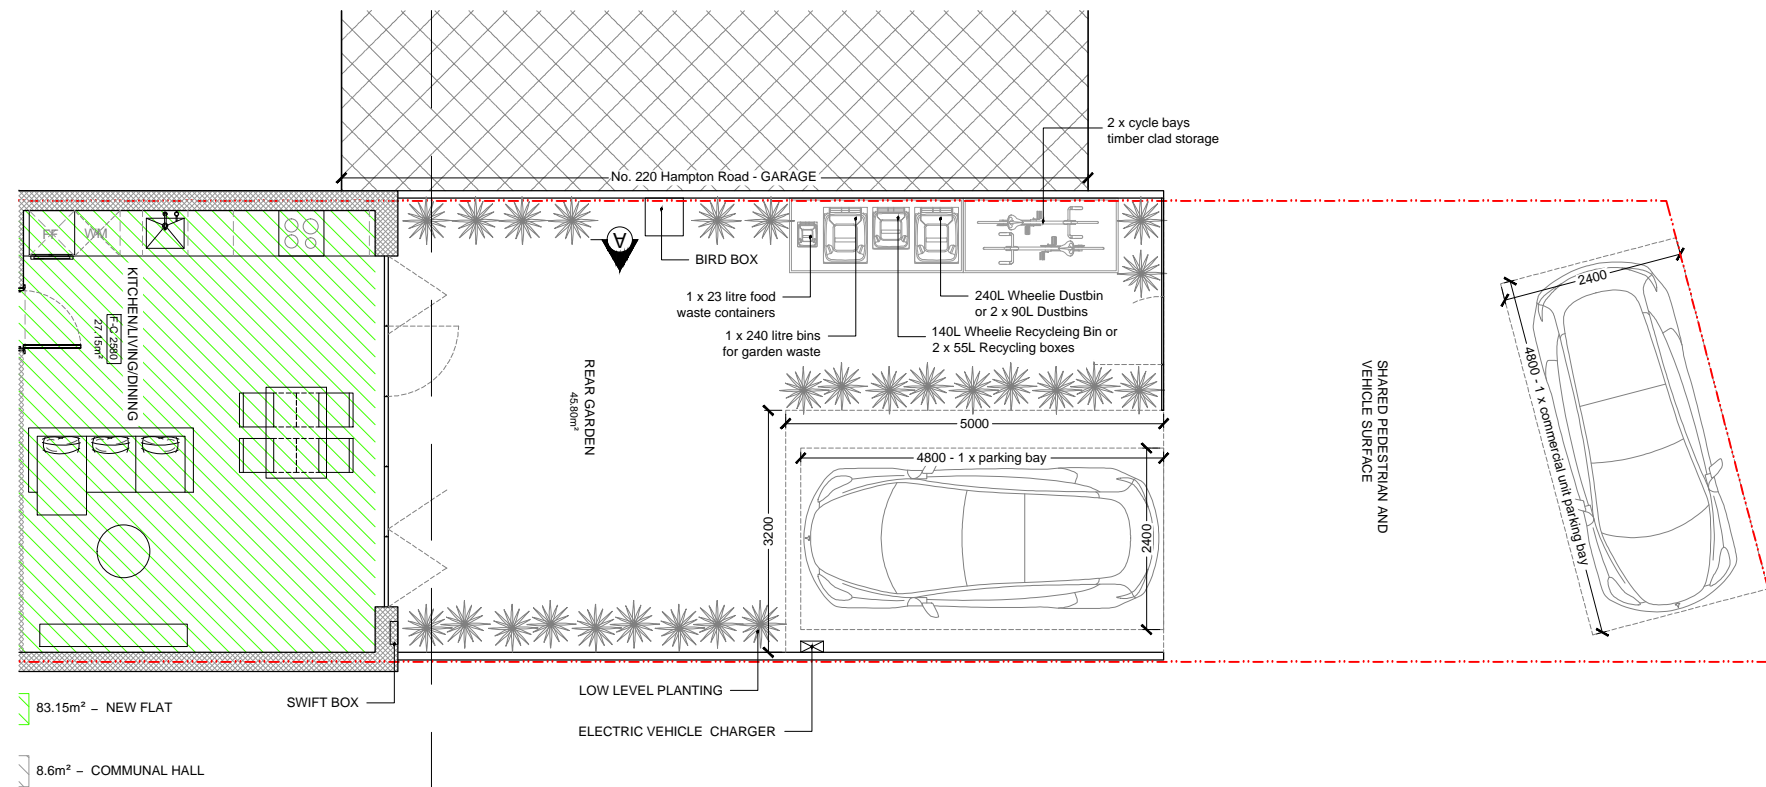 2 x cycle bays
timber clad storage
No. 220 Hampton Road - GARAGE
FF
WM
A
BIRD BOX
KITCHEN/LIVING/DINING
F-C 2580
27.15m²
1 x 23 litre food
waste containers
1 x 240 litre bins
for garden waste
240L Wheelie Dustbin
or 2 x 90L Dustbins
140L Wheelie Recycleing Bin or
2 x 55L Recycling boxes
REAR GARDEN
45.80m²
5000
4800 - 1 x parking bay
3200
2400
SHARED PEDESTRIAN AND
VEHICLE SURFACE
2400
4800 - 1 x commercial unit parking bay
SWIFT BOX
LOW LEVEL PLANTING
ELECTRIC VEHICLE CHARGER
83.15m² – NEW FLAT
8.6m² – COMMUNAL HALL